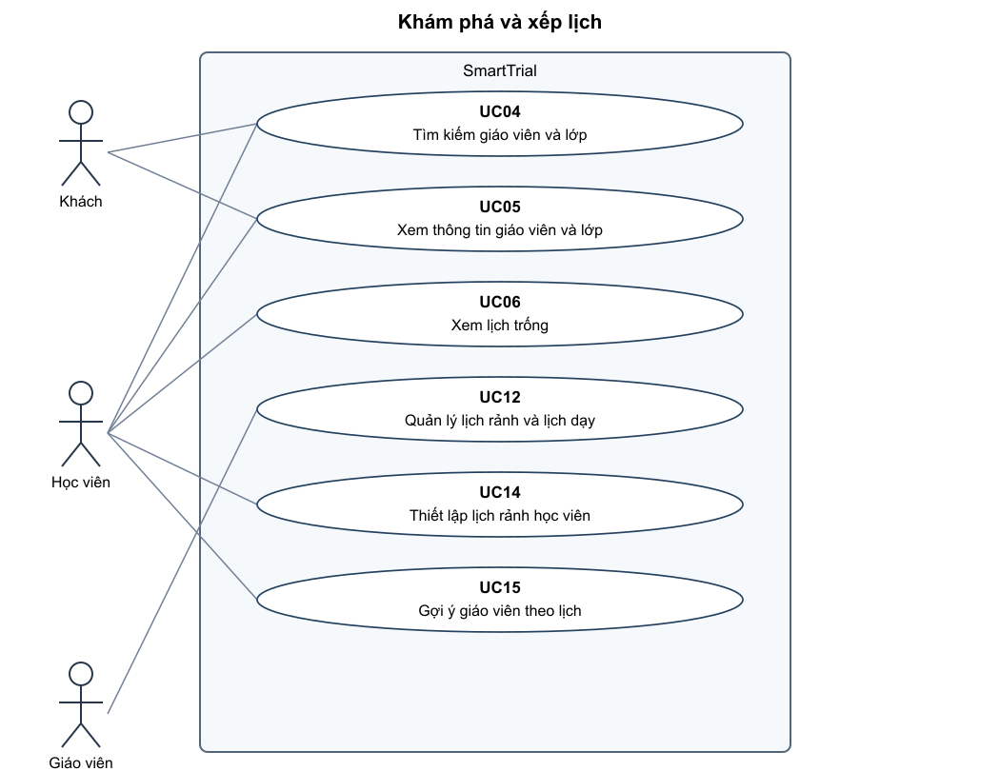 Khám phá và xếp lịch
SmartTrial
UC04
Tìm kiếm giáo viên và lớp
Khách
UC05
Xem thông tin giáo viên và lớp
UC06
Xem lịch trống
UC12
Quản lý lịch rảnh và lịch dạy
Học viên
UC14
Thiết lập lịch rảnh học viên
UC15
Gợi ý giáo viên theo lịch
Giáo viên